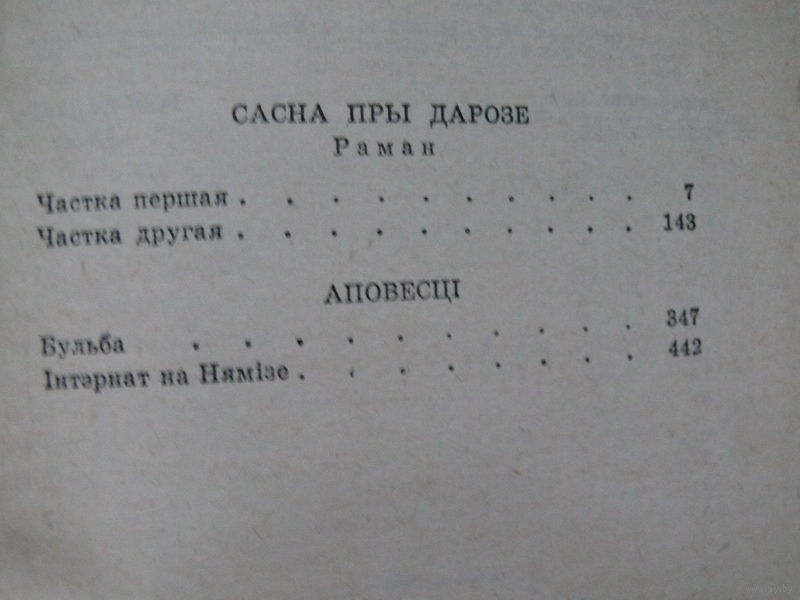 САСНА ПРЫ ДАРОЗЕ
Раман
Частка першая . . . . . . . . . . 7
Частка другая . . . . . . . . . . 143
АПОВЕСЦІ
Бульба . . . . . . . . . . 347
Інтэрнат на Нямізе . . . . . . . . 442